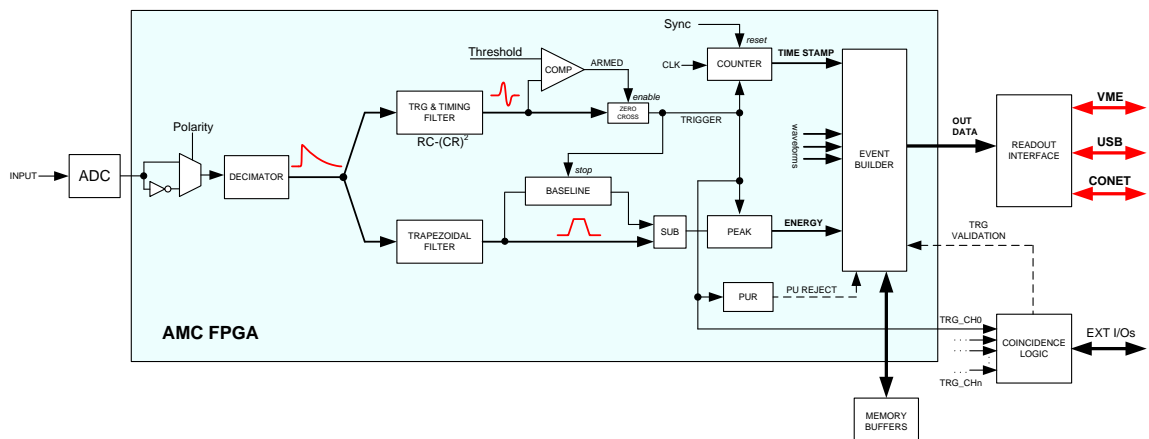 Sync
reset
Threshold
COMP
ARMED
CLK
COUNTER
TIME STAMP
enable
ZERO
CROSS
TRIGGER
TRG & TIMING
FILTER
RC-(CR)²
Polarity
INPUT
ADC
DECIMATOR
stop
BASELINE
TRAPEZOIDAL
FILTER
SUB
PEAK
ENERGY
waveforms
EVENT
BUILDER
OUT
DATA
READOUT
INTERFACE
VME
USB
CONET
TRG
VALIDATION
PUR
PU REJECT
AMC FPGA
TRG_CH0
. . . .
. . . .
. . . .
TRG_CHn
COINCIDENCE
LOGIC
EXT I/Os
MEMORY
BUFFERS